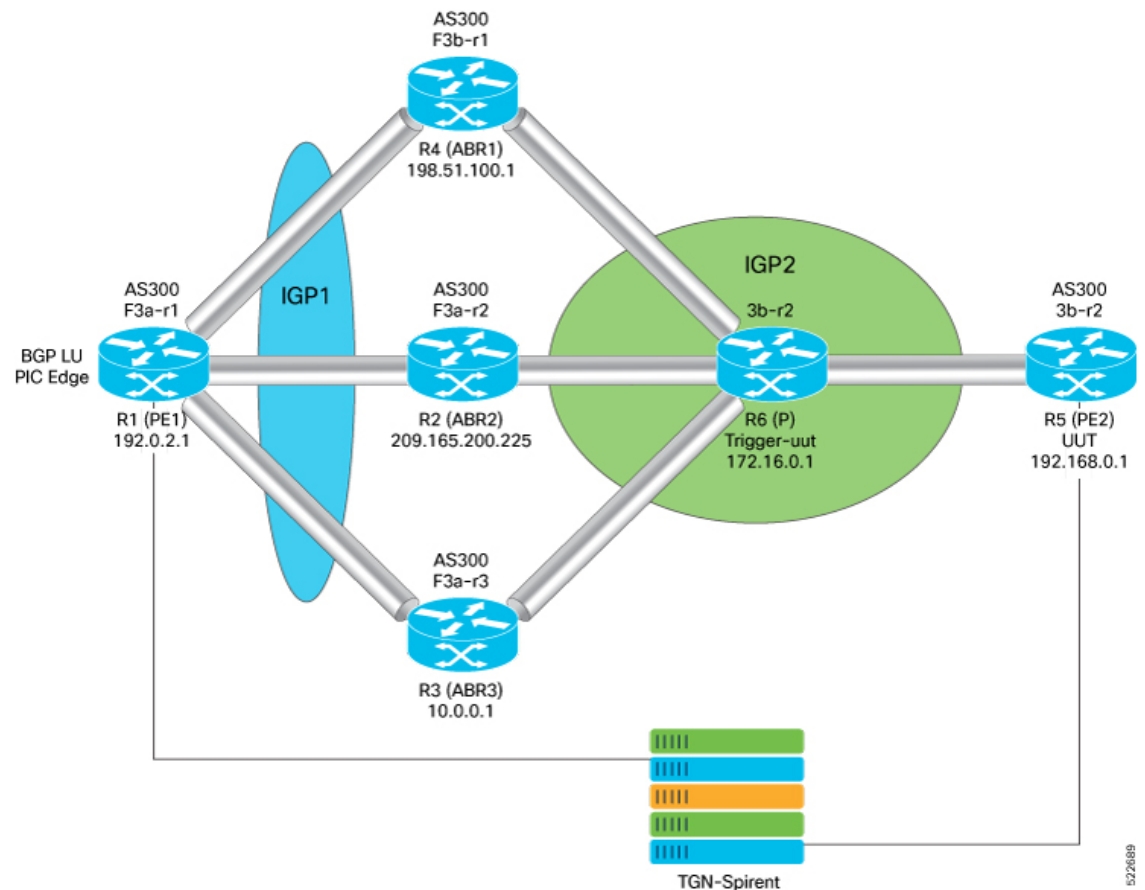 AS300
F3b-r1
R4 (ABR1)
198.51.100.1
IGP1
IGP2
AS300
F3a-r1
BGP LU
PIC Edge
R1 (PE1)
192.0.2.1
AS300
F3a-r2
R2 (ABR2)
209.165.200.225
3b-r2
R6 (P)
Trigger-uut
172.16.0.1
AS300
3b-r2
R5 (PE2)
UUT
192.168.0.1
AS300
F3a-r3
R3 (ABR3)
10.0.0.1
TGN-Spirent
522689